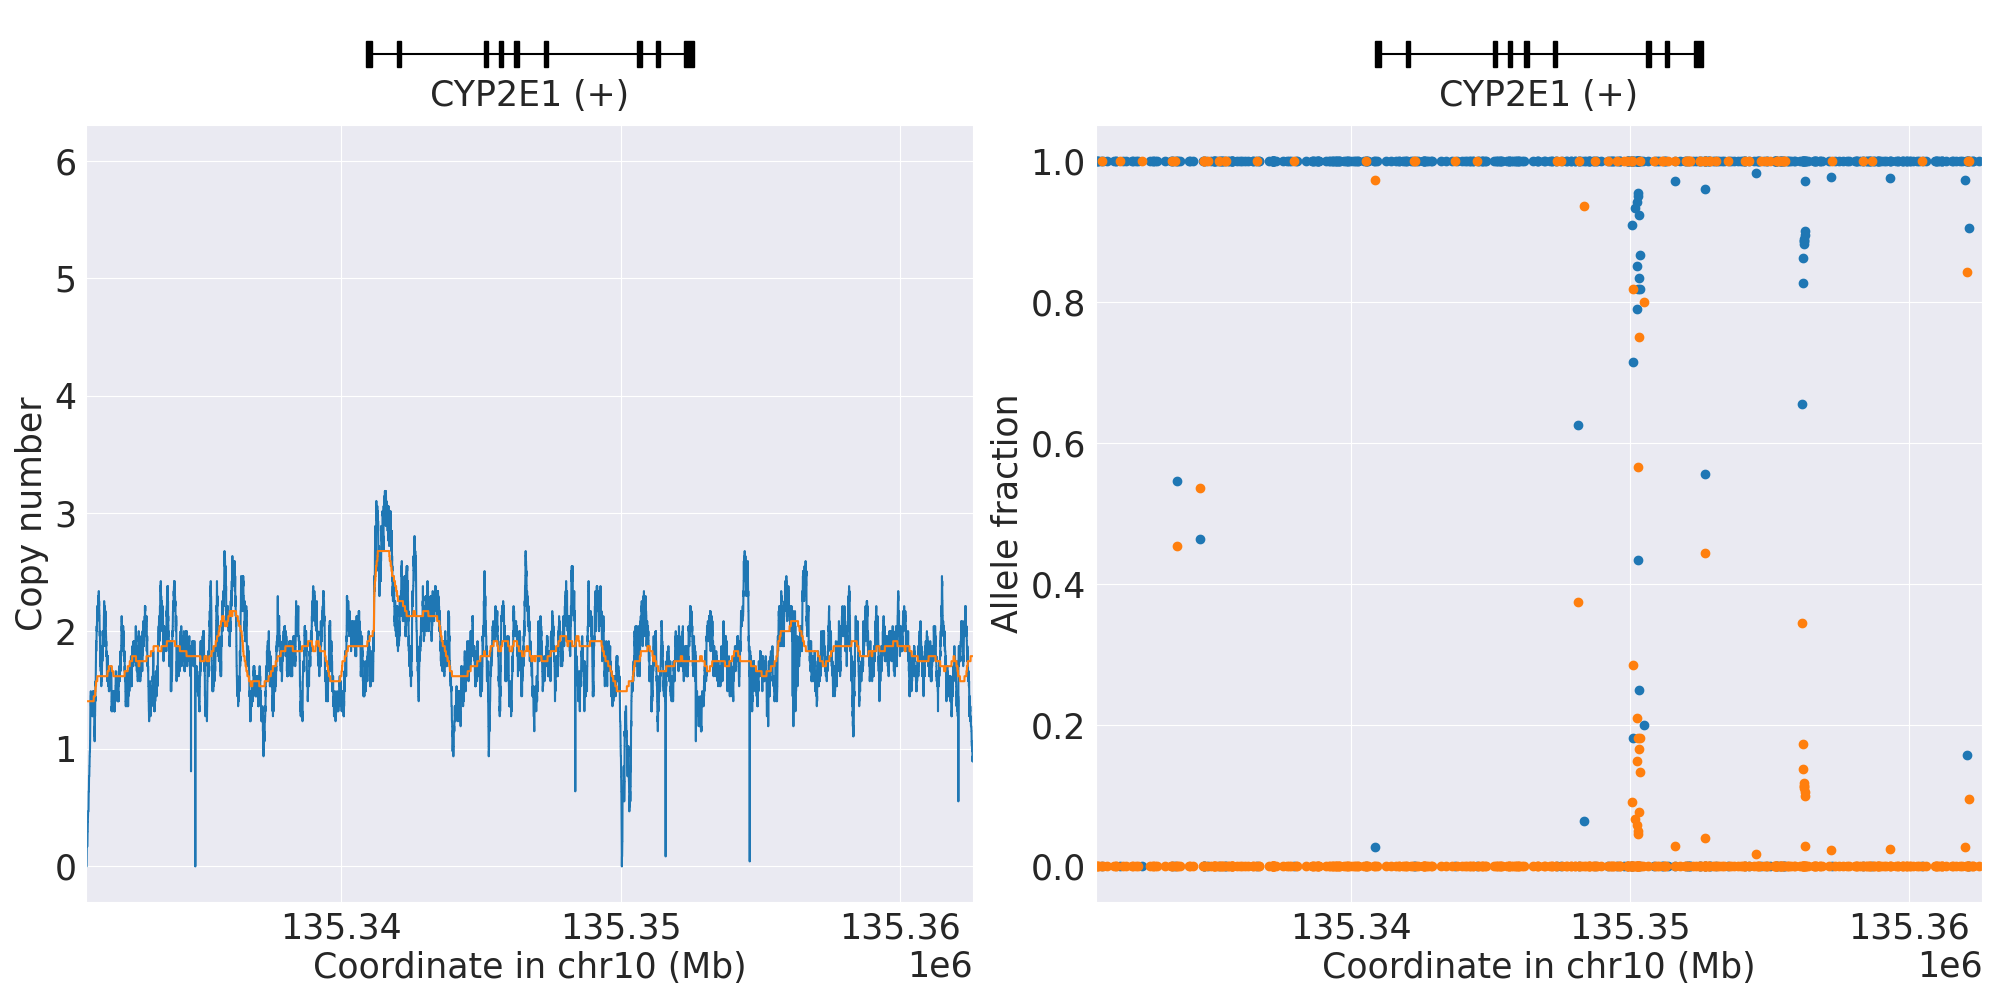 CYP2E1 (+)
6
5
4
3
2
1
0
Copy number
135.34 135.35 135.36
Coordinate in chr10 (Mb)
1e6
CYP2E1 (+)
1.0
0.8
0.6
0.4
0.2
0.0
Allele fraction
135.34 135.35 135.36
Coordinate in chr10 (Mb)
1e6